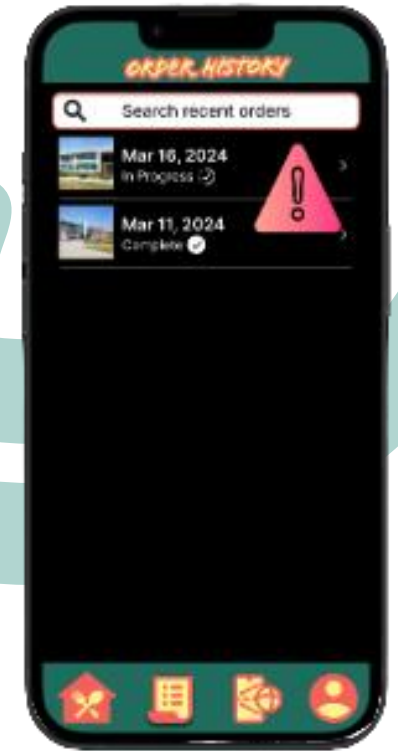 ORDER HISTORY
Search recent orders
Mar 16, 2024
In Progress
Mar 11, 2024
Complete